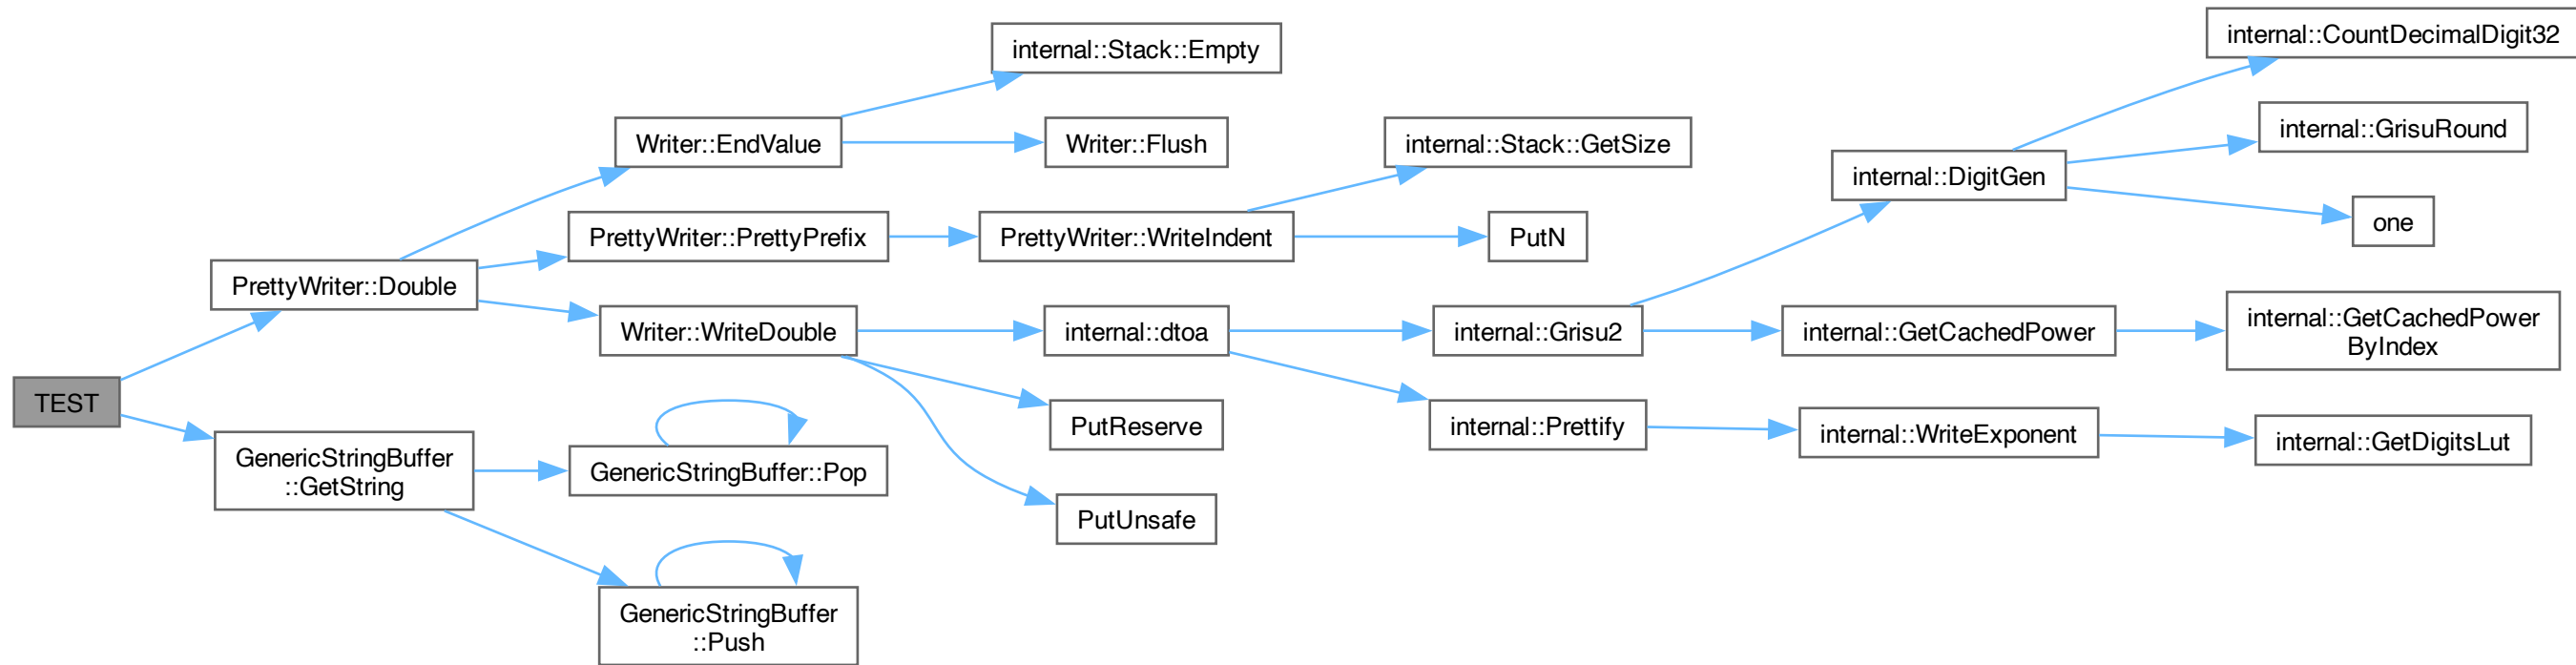 internal::CountDecimalDigit32
internal::Stack::Empty
internal::GrisuRound
Writer::EndValue
Writer::Flush
internal::Stack::GetSize
internal::DigitGen
one
PrettyWriter::PrettyPrefix
PrettyWriter::WriteIndent
PutN
PrettyWriter::Double
Writer::WriteDouble
internal::dtoa
internal::Grisu2
internal::GetCachedPower
internal::GetCachedPower
ByIndex
TEST
PutReserve
internal::Prettify
internal::WriteExponent
internal::GetDigitsLut
GenericStringBuffer
::GetString
GenericStringBuffer::Pop
PutUnsafe
GenericStringBuffer
::Push